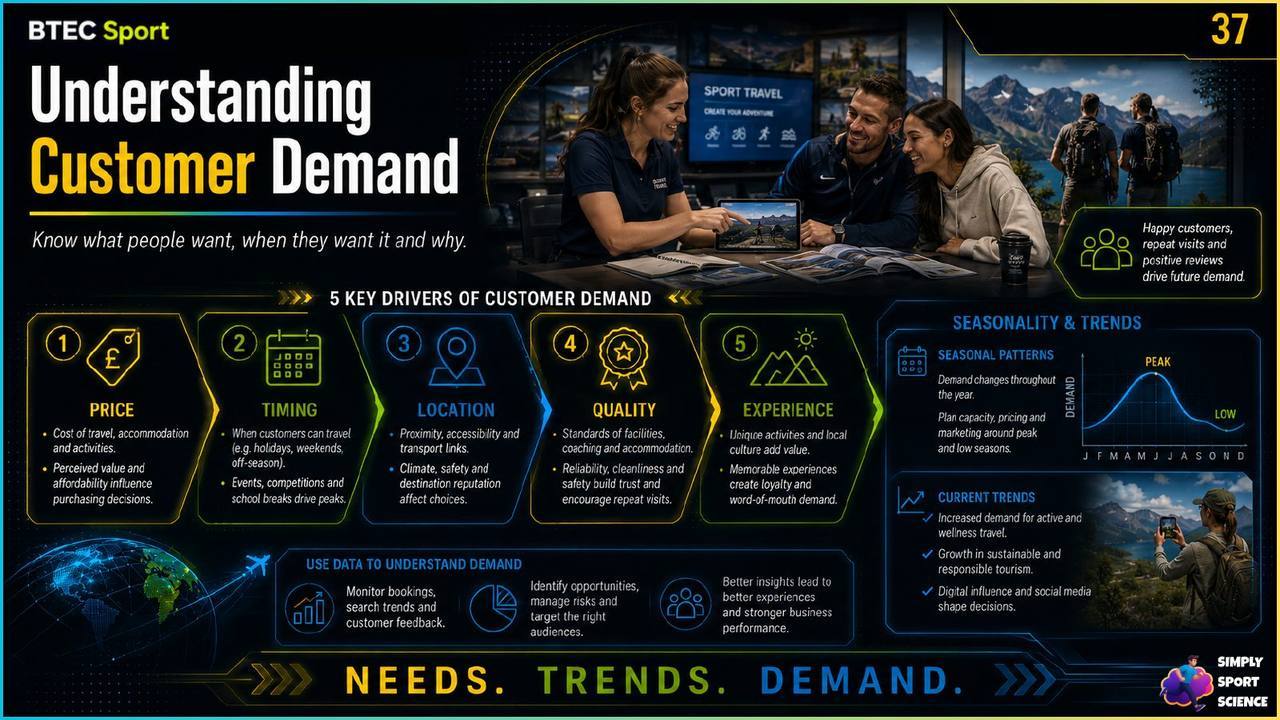 BTEC Sport
37
Understanding
Customer Demand
Know what people want, when they want it and why.
SPORT TRAVEL
CREATE YOUR ADVENTURE
Happy customers,
repeat visits and
positive reviews
drive future demand.
5 KEY DRIVERS OF CUSTOMER DEMAND
1
£
PRICE
• Cost of travel, accommodation
and activities.
• Perceived value and
affordability influence
purchasing decisions.
2
TIMING
• When customers can travel
(e.g. holidays, weekends,
off-season).
• Events, competitions and
school breaks drive peaks.
3
LOCATION
• Proximity, accessibility and
transport links.
• Climate, safety and
destination reputation
affect choices.
4
QUALITY
• Standards of facilities,
coaching and accommodation.
• Reliability, cleanliness and
safety build trust and
encourage repeat visits.
5
EXPERIENCE
• Unique activities and local
culture add value.
• Memorable experiences
create loyalty and
word-of-mouth demand.
SEASONALITY & TRENDS
SEASONAL PATTERNS
Demand changes throughout
the year.
Plan capacity, pricing and
marketing around peak
and low seasons.
DEMAND
PEAK
LOW
J F M A M J J A S O N D
CURRENT TRENDS
Increased demand for active and
wellness travel.
Growth in sustainable and
responsible tourism.
Digital influence and social media
shape decisions.
USE DATA TO UNDERSTAND DEMAND
Monitor bookings,
search trends and
customer feedback.
Identify opportunities,
manage risks and
target the right
audiences.
Better insights lead to
better experiences
and stronger business
performance.
NEEDS. TRENDS. DEMAND.
SIMPLY
SPORT
SCIENCE